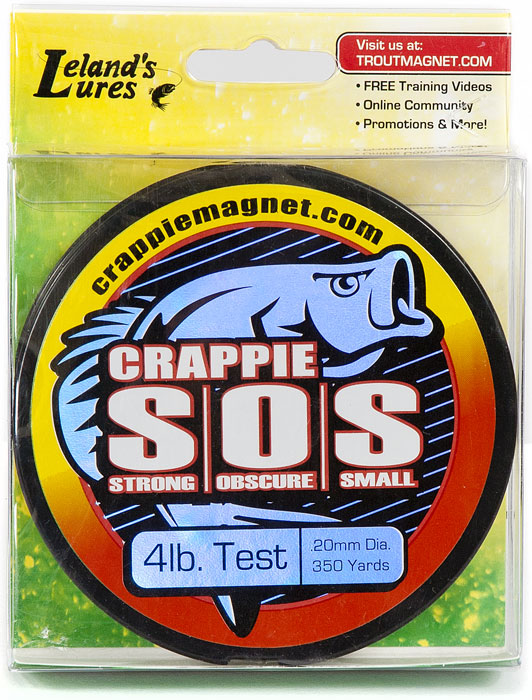 Leland's
Lures
Visit us at:
TROUTMAGNET.COM
• FREE Training Videos
• Online Community
• Promotions & More!
crappiemagnet.com
CRAPPIE
S|O|S
STRONG OBSCURE SMALL
4lb. Test
.20mm Dia.
350 Yards